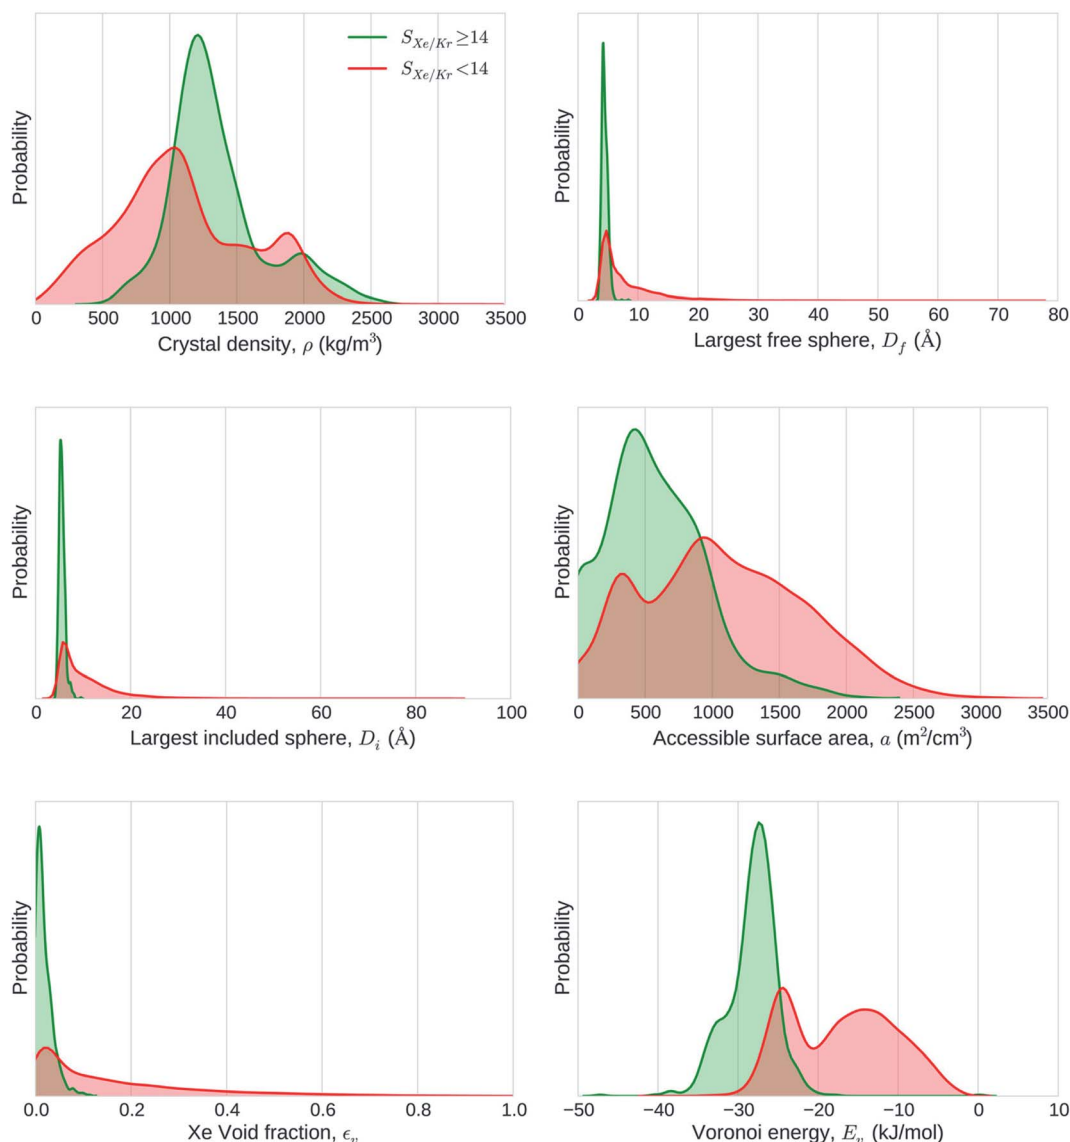 Probability
S_{Xe/Kr} ≥14
S_{Xe/Kr} <14
0 500 1000 1500 2000 2500 3000 3500
Crystal density, ρ (kg/m³)
Probability
0 10 20 30 40 50 60 70 80
Largest free sphere, D_f (Å)
Probability
0 20 40 60 80 100
Largest included sphere, D_i (Å)
Probability
0 500 1000 1500 2000 2500 3000 3500
Accessible surface area, a (m²/cm³)
Probability
0.0 0.2 0.4 0.6 0.8 1.0
Xe Void fraction, ϵ_v
Probability
−50 −40 −30 −20 −10 0 10
Voronoi energy, E_v (kJ/mol)